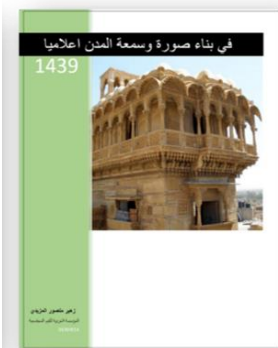 في بناء صورة وسمعة المدن اعلاميا
1439
زهير منصور المزيدي